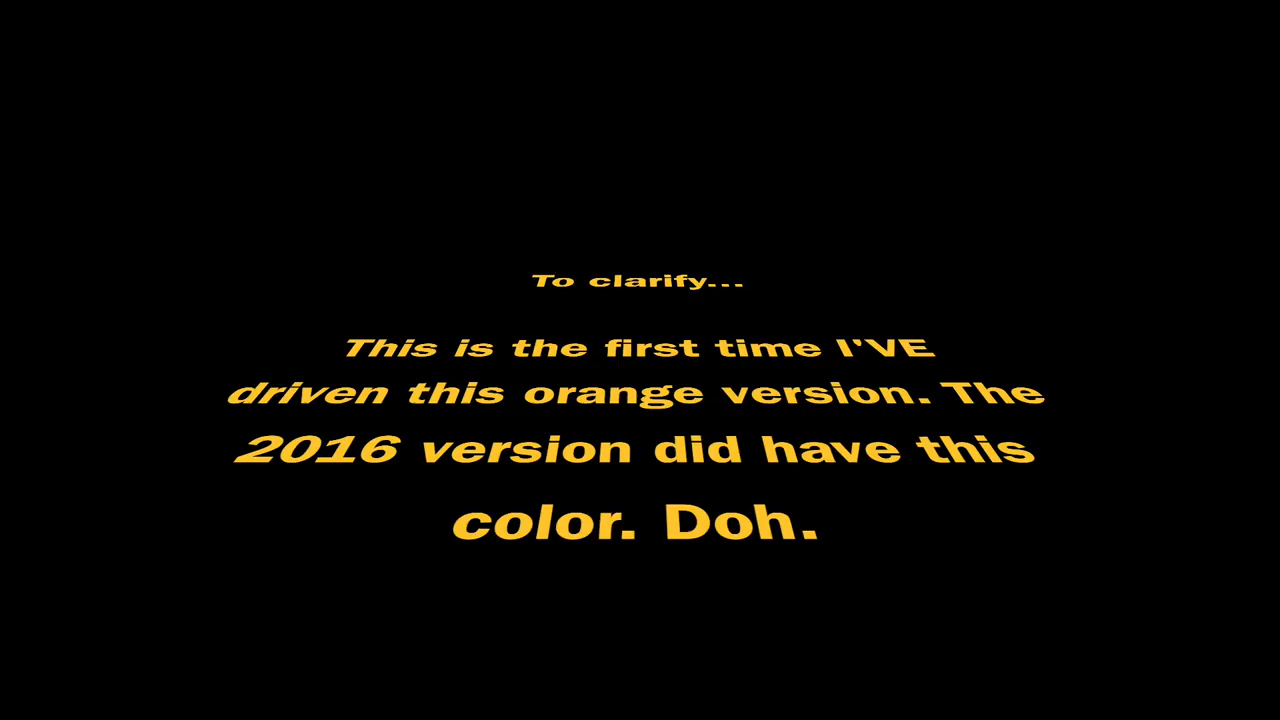 To clarify...
This is the first time I'VE
driven this orange version. The
2016 version did have this
color. Doh.